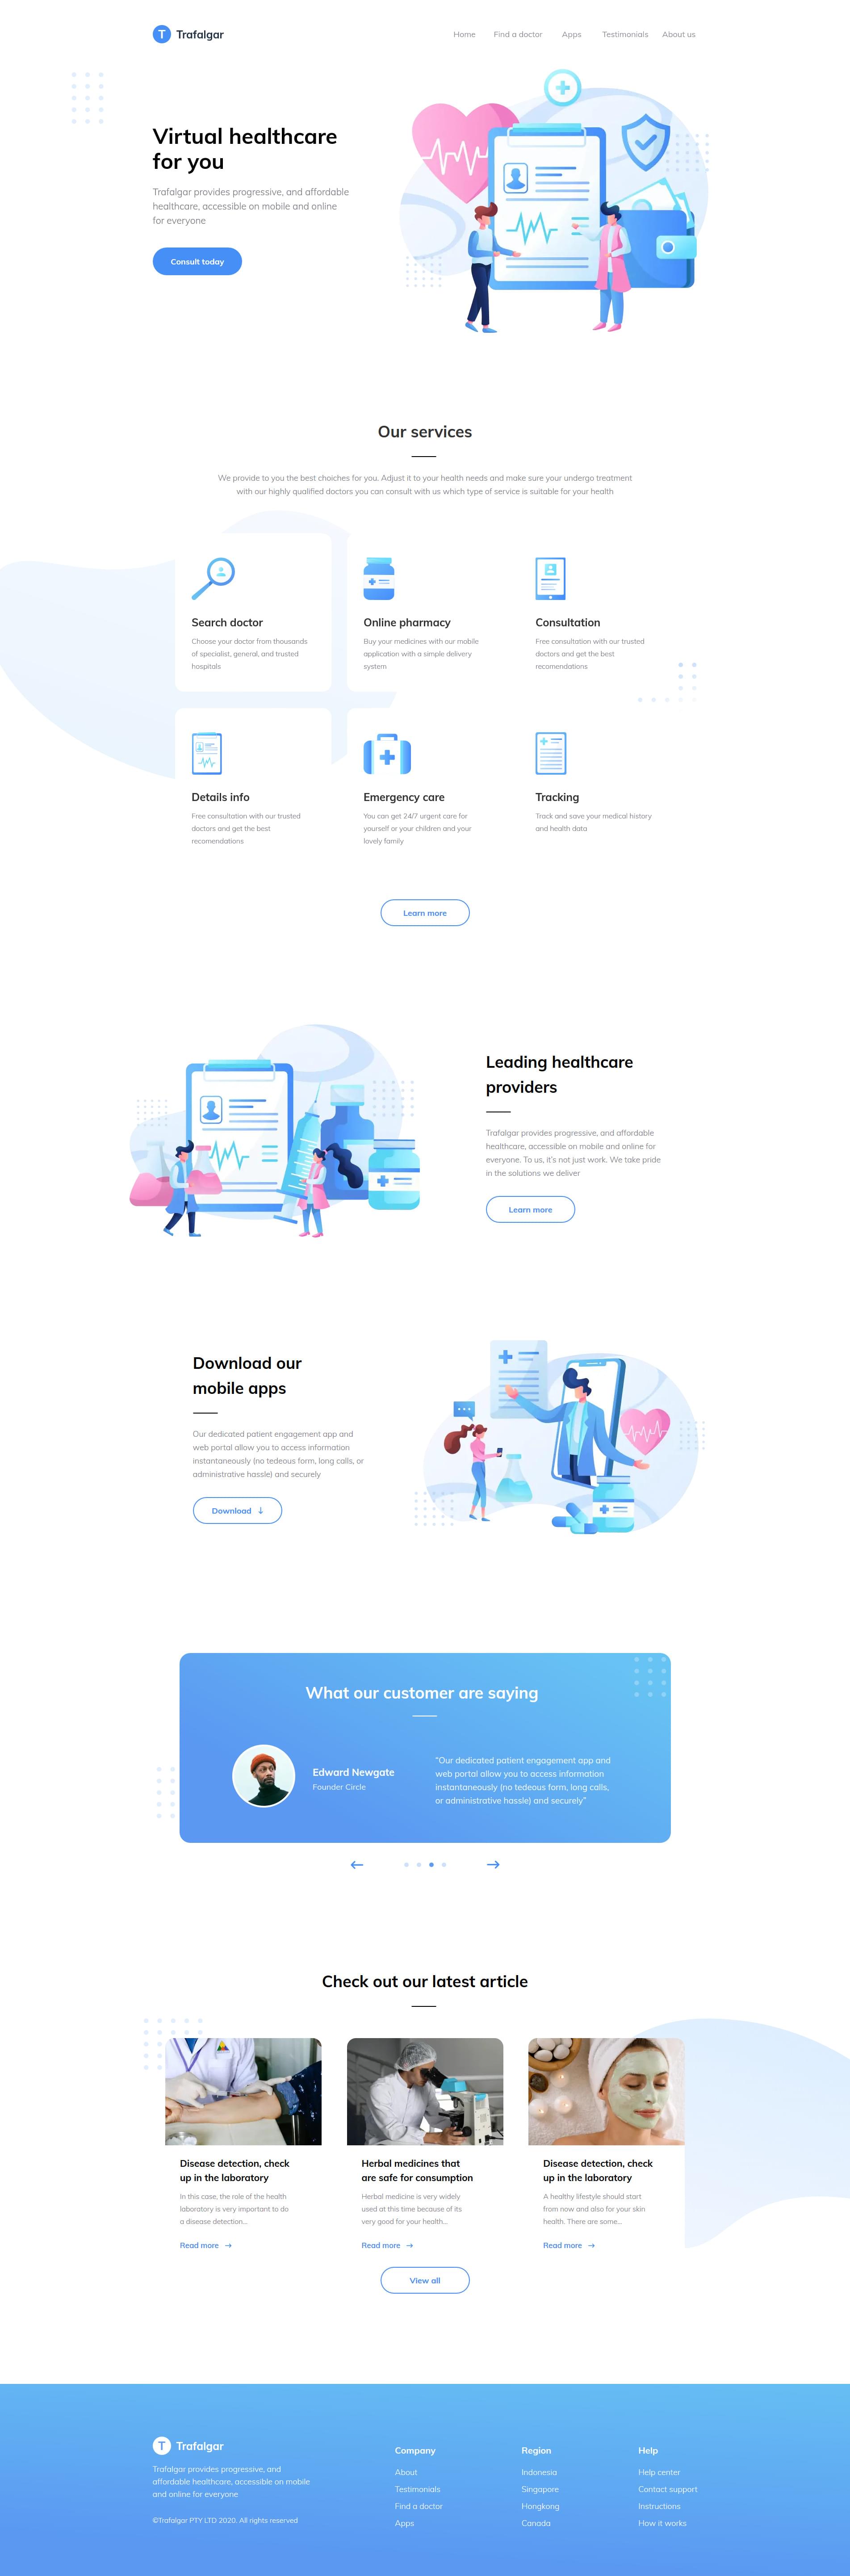 T Trafalgar
Home Find a doctor Apps Testimonials About us
Virtual healthcare
for you
Trafalgar provides progressive, and affordable
healthcare, accessible on mobile and online
for everyone
Consult today
Our services
We provide to you the best choiches for you. Adjust it to your health needs and make sure your undergo treatment
with our highly qualified doctors you can consult with us which type of service is suitable for your health
Search doctor
Choose your doctor from thousands
of specialist, general, and trusted
hospitals
Online pharmacy
Buy your medicines with our mobile
application with a simple delivery
system
Consultation
Free consultation with our trusted
doctors and get the best
recomendations
Details info
Free consultation with our trusted
doctors and get the best
recomendations
Emergency care
You can get 24/7 urgent care for
yourself or your children and your
lovely family
Tracking
Track and save your medical history
and health data
Learn more
Leading healthcare
providers
Trafalgar provides progressive, and affordable
healthcare, accessible on mobile and online for
everyone. To us, it's not just work. We take pride
in the solutions we deliver
Learn more
Download our
mobile apps
Our dedicated patient engagement app and
web portal allow you to access information
instantaneously (no tedeous form, long calls, or
administrative hassle) and securely
Download ↓
What our customer are saying
Edward Newgate
Founder Circle
"Our dedicated patient engagement app and
web portal allow you to access information
instantaneously (no tedeous form, long calls,
or administrative hassle) and securely"
Check out our latest article
Disease detection, check
up in the laboratory
In this case, the role of the health
laboratory is very important to do
a disease detection...
Read more →
Herbal medicines that
are safe for consumption
Herbal medicine is very widely
used at this time because of its
very good for your health...
Read more →
Disease detection, check
up in the laboratory
A healthy lifestyle should start
from now and also for your skin
health. There are some...
Read more →
View all
T Trafalgar
Trafalgar provides progressive, and
affordable healthcare, accessible on mobile
and online for everyone
©Trafalgar PTY LTD 2020. All rights reserved
Company
About
Testimonials
Find a doctor
Apps
Region
Indonesia
Singapore
Hongkong
Canada
Help
Help center
Contact support
Instructions
How it works